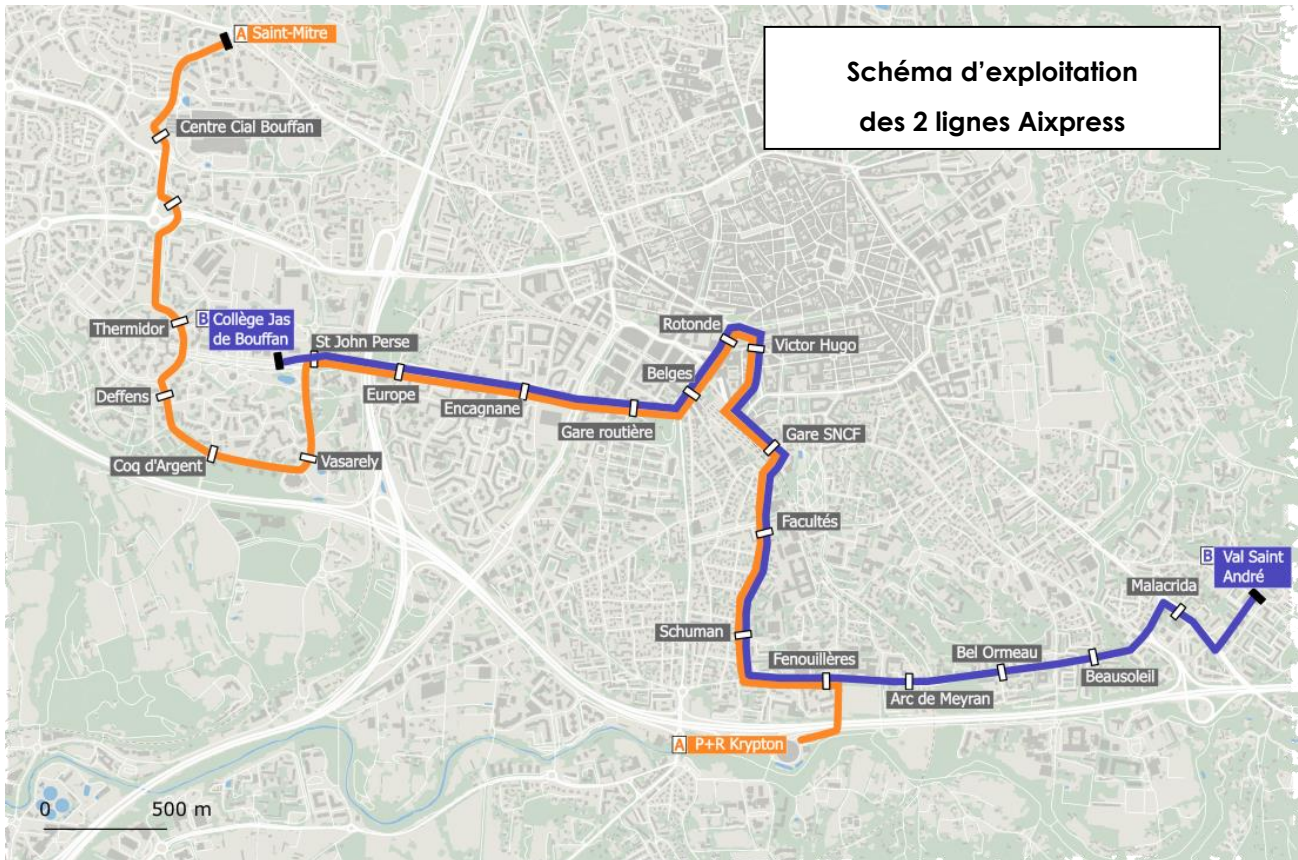 A Saint-Mitre
Schéma d'exploitation
des 2 lignes Aixpress
Centre Cial Bouffan
Thermidor
B Collège Jas
de Bouffan
St John Perse
Rotonde
Victor Hugo
Deffens
Europe
Belges
Encagnane
Gare routière
Gare SNCF
Coq d'Argent
Vasarely
Facultés
B Val Saint
André
Malacrida
Schuman
Fenouillères
Bel Ormeau
Beausoleil
Arc de Meyran
A P+R Krypton
0 500 m